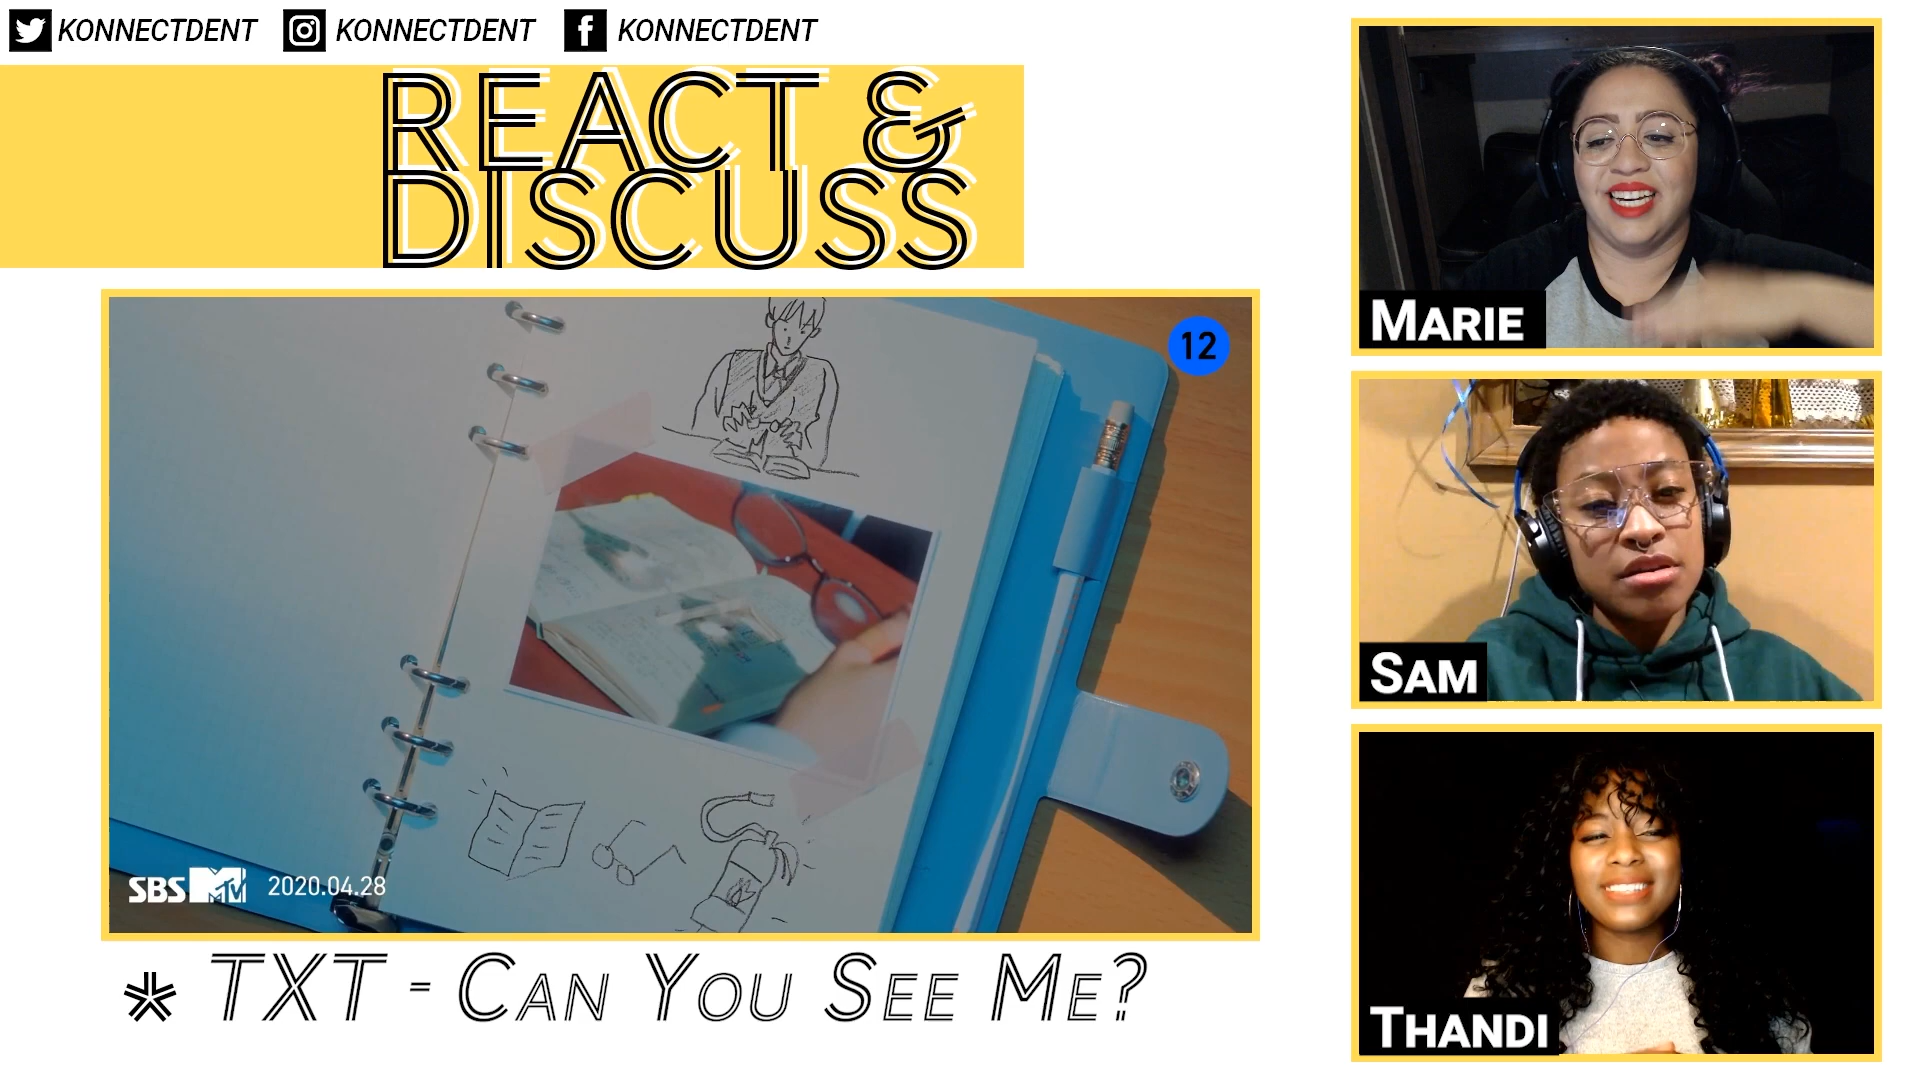 KONNECTDENT KONNECTDENT f KONNECTDENT
REACT &
DISCUSS
12
SBS MTV 2020.04.28
* TXT - CAN YOU SEE ME?
MARIE
SAM
THANDI